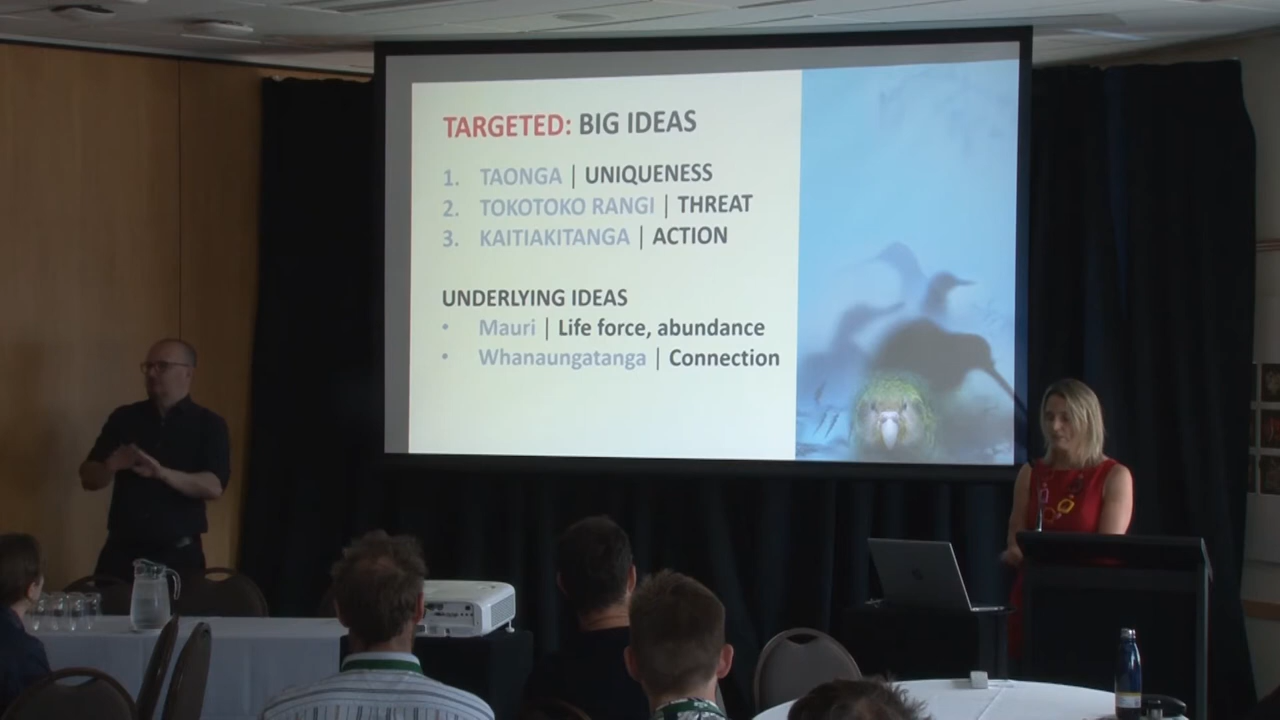 TARGETED: BIG IDEAS
1. TAONGA | UNIQUENESS
2. TOKOTOKO RANGI | THREAT
3. KAITIAKITANGA | ACTION
UNDERLYING IDEAS
• Mauri | Life force, abundance
• Whanaungatanga | Connection